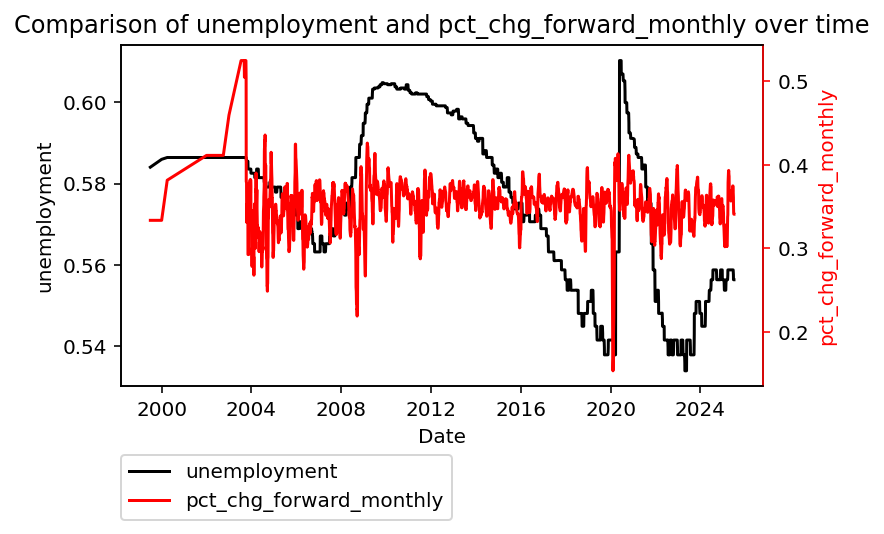 Comparison of unemployment and pct_chg_forward_monthly over time
0.60
0.58
0.56
0.54
unemployment
0.5
0.4
0.3
0.2
pct_chg_forward_monthly
2000 2004 2008 2012 2016 2020 2024
Date
unemployment
pct_chg_forward_monthly